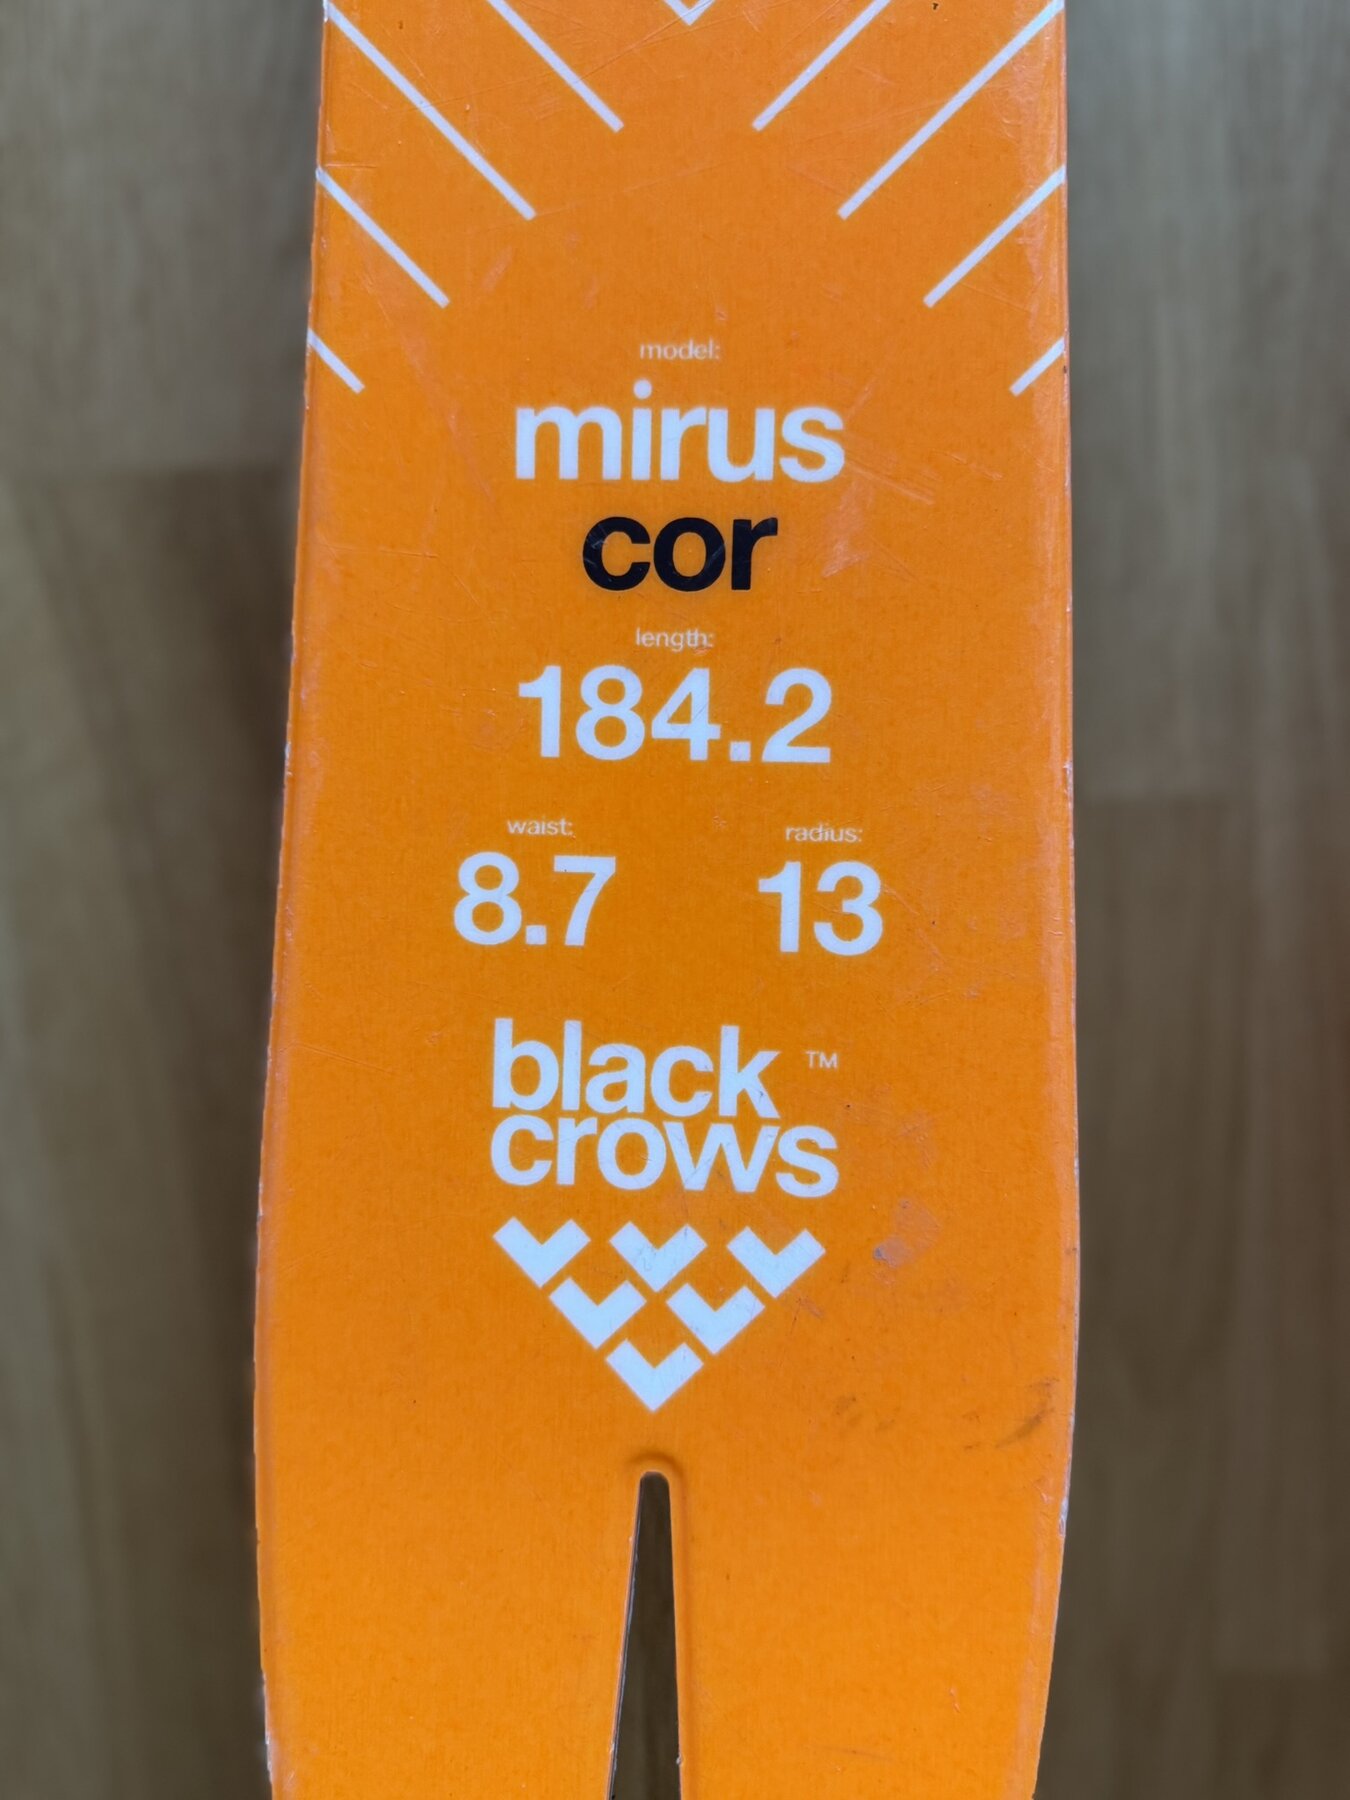 model:
mirus
cor
length:
184.2
waist: radius:
8.7 13
black ™
crows